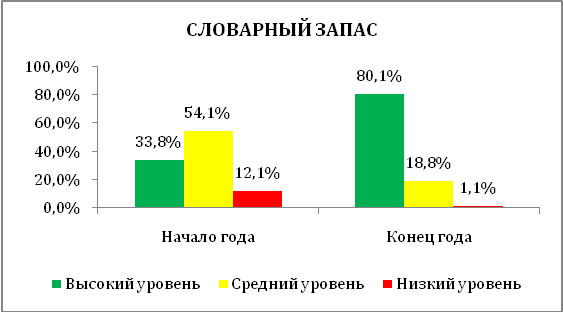 СЛОВАРНЫЙ ЗАПАС
100,0%
80,0%
60,0%
40,0%
20,0%
0,0%
33,8%
54,1%
12,1%
80,1%
18,8%
1,1%
Начало года
Конец года
Высокий уровень
Средний уровень
Низкий уровень